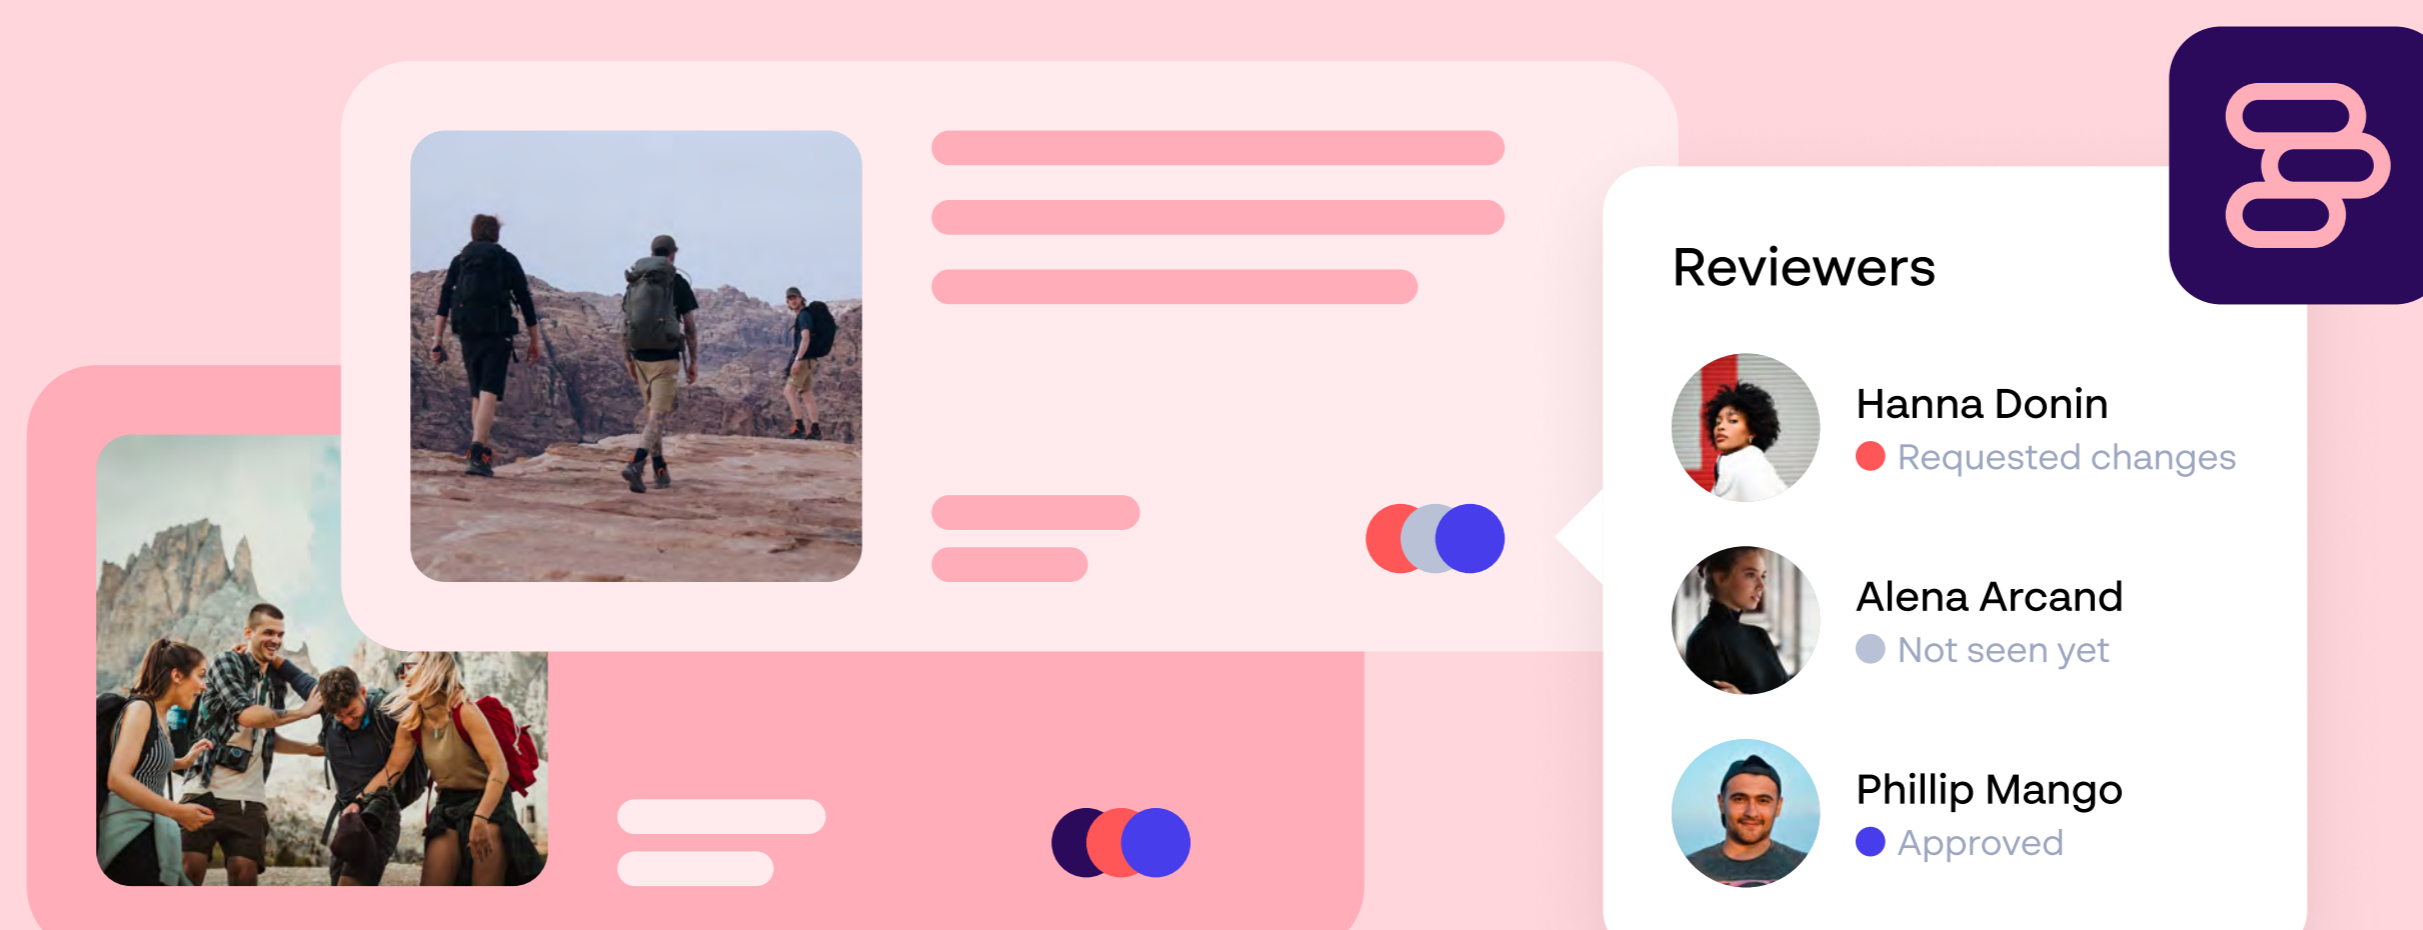 Reviewers
Hanna Donin
Requested changes
Alena Arcand
Not seen yet
Phillip Mango
Approved